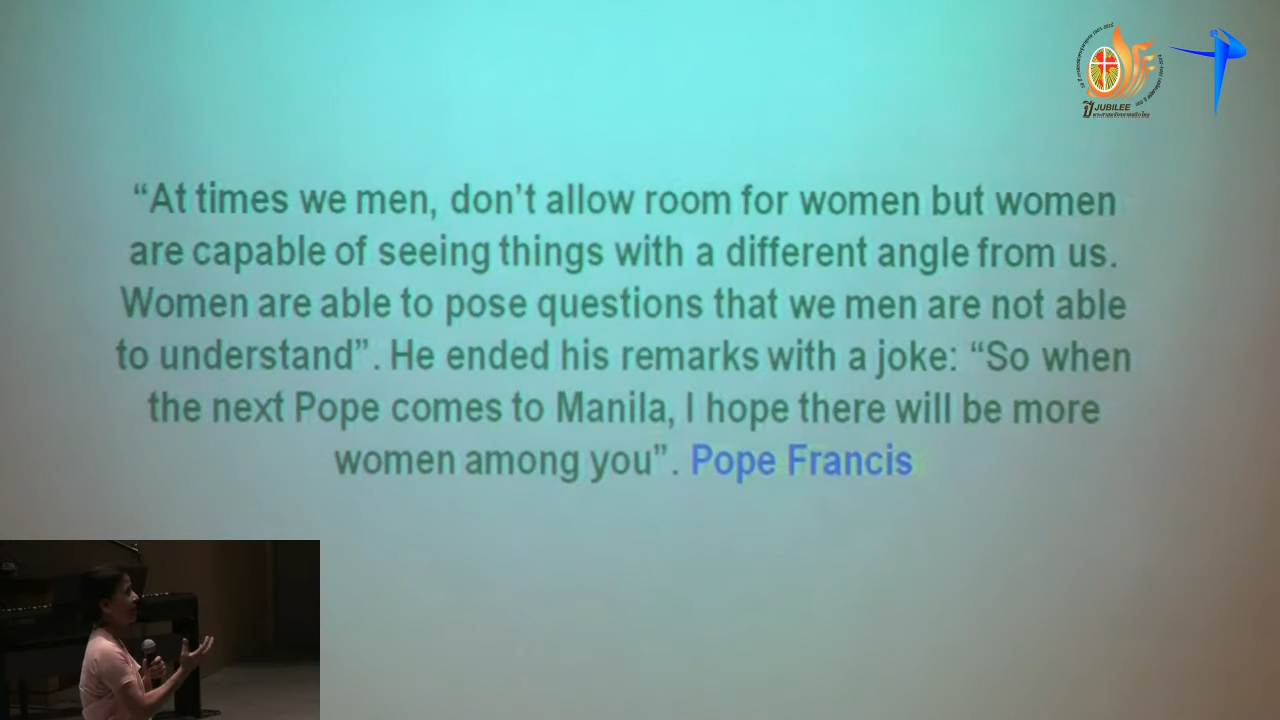 “At times we men, don’t allow room for women but women
are capable of seeing things with a different angle from us.
Women are able to pose questions that we men are not able
to understand”. He ended his remarks with a joke: “So when
the next Pope comes to Manila, I hope there will be more
women among you”. Pope Francis
ปี JUBILEE